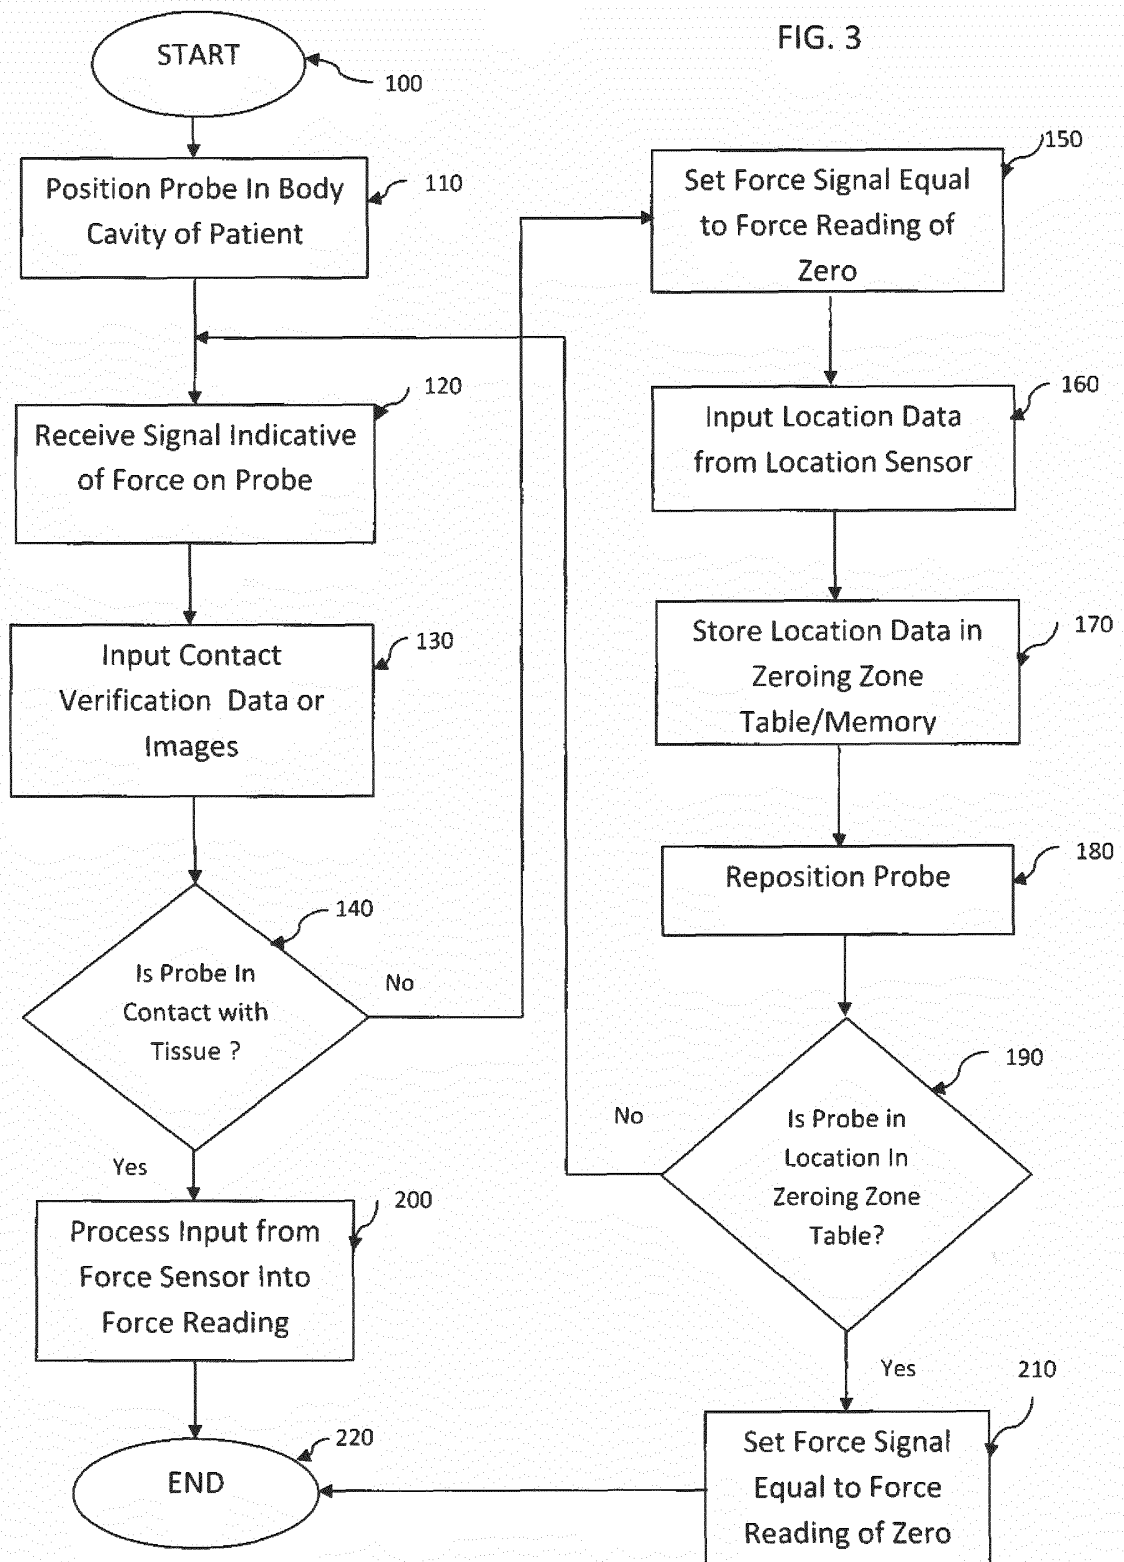 FIG. 3
START
100
Position Probe In Body
Cavity of Patient
110
120
Receive Signal Indicative
of Force on Probe
130
Input Contact
Verification Data or
Images
140
Is Probe In
Contact with
Tissue ?
No
Yes
200
Process Input from
Force Sensor Into
Force Reading
220
END
150
Set Force Signal Equal
to Force Reading of
Zero
160
Input Location Data
from Location Sensor
170
Store Location Data in
Zeroing Zone
Table/Memory
180
Reposition Probe
190
Is Probe in
Location In
Zeroing Zone
Table?
No
Yes
210
Set Force Signal
Equal to Force
Reading of Zero